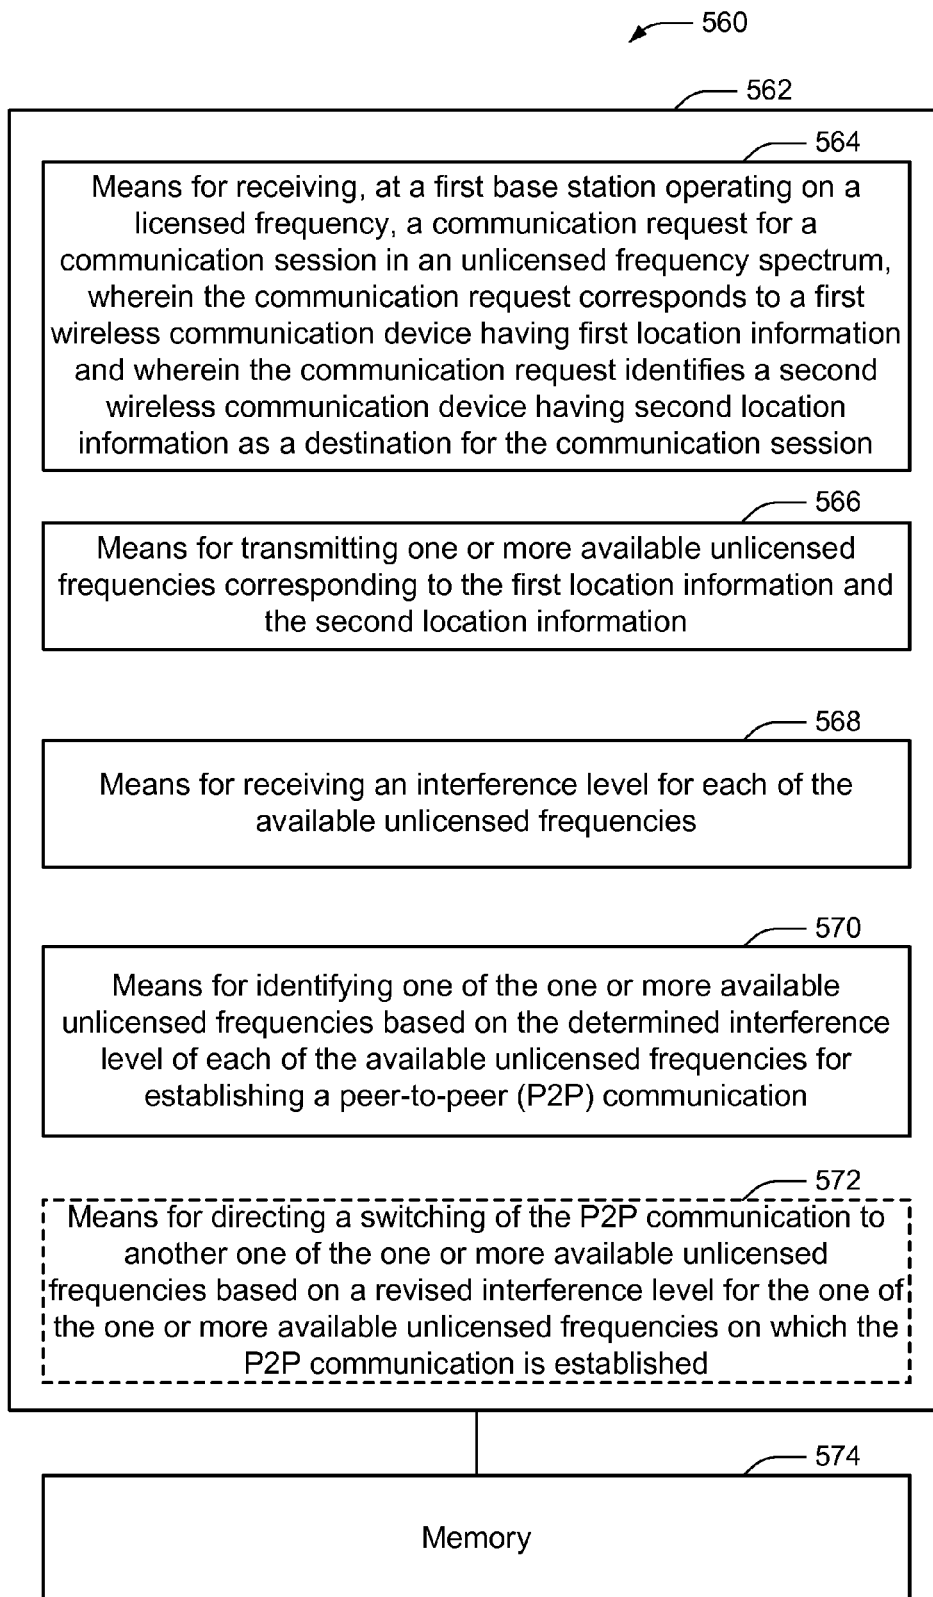 560
562
564
Means for receiving, at a first base station operating on a
licensed frequency, a communication request for a
communication session in an unlicensed frequency spectrum,
wherein the communication request corresponds to a first
wireless communication device having first location information
and wherein the communication request identifies a second
wireless communication device having second location
information as a destination for the communication session
566
Means for transmitting one or more available unlicensed
frequencies corresponding to the first location information and
the second location information
568
Means for receiving an interference level for each of the
available unlicensed frequencies
570
Means for identifying one of the one or more available
unlicensed frequencies based on the determined interference
level of each of the available unlicensed frequencies for
establishing a peer-to-peer (P2P) communication
572
Means for directing a switching of the P2P communication to
another one of the one or more available unlicensed
frequencies based on a revised interference level for the one of
the one or more available unlicensed frequencies on which the
P2P communication is established
574
Memory